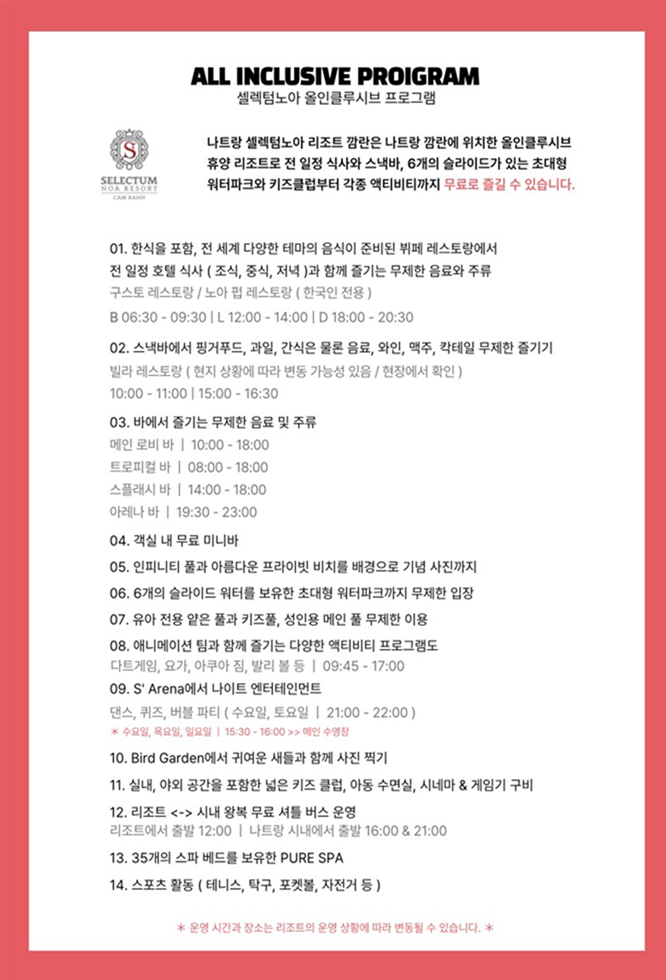 ALL INCLUSIVE PROIGRAM
셀렉텀노아 올인클루시브 프로그램
S
SELECTUM
NOA RESORT
CAM RANH
나트랑 셀렉텀노아 리조트 깜란은 나트랑 깜란에 위치한 올인클루시브
휴양 리조트로 전 일정 식사와 스낵바, 6개의 슬라이드가 있는 초대형
워터파크와 키즈클럽부터 각종 액티비티까지 무료로 즐길 수 있습니다.
01. 한식을 포함, 전 세계 다양한 테마의 음식이 준비된 뷔페 레스토랑에서
전 일정 호텔 식사 ( 조식, 중식, 저녁 )과 함께 즐기는 무제한 음료와 주류
구스토 레스토랑 / 노아 펍 레스토랑 ( 한국인 전용 )
B 06:30 - 09:30 | L 12:00 - 14:00 | D 18:00 - 20:30
02. 스낵바에서 핑거푸드, 과일, 간식은 물론 음료, 와인, 맥주, 칵테일 무제한 즐기기
빌라 레스토랑 ( 현지 상황에 따라 변동 가능성 있음 / 현장에서 확인 )
10:00 - 11:00 | 15:00 - 16:30
03. 바에서 즐기는 무제한 음료 및 주류
메인 로비 바 | 10:00 - 18:00
트로피컬 바 | 08:00 - 18:00
스플래시 바 | 14:00 - 18:00
아레나 바 | 19:30 - 23:00
04. 객실 내 무료 미니바
05. 인피니티 풀과 아름다운 프라이빗 비치를 배경으로 기념 사진까지
06. 6개의 슬라이드 워터를 보유한 초대형 워터파크까지 무제한 입장
07. 유아 전용 얕은 풀과 키즈풀, 성인용 메인 풀 무제한 이용
08. 애니메이션 팀과 함께 즐기는 다양한 액티비티 프로그램도
다트게임, 요가, 아쿠아 짐, 발리 볼 등 | 09:45 - 17:00
09. S' Arena에서 나이트 엔터테인먼트
댄스, 퀴즈, 버블 파티 ( 수요일, 토요일 | 21:00 - 22:00 )
* 수요일, 목요일, 일요일 | 15:30 - 16:00 >> 메인 수영장
10. Bird Garden에서 귀여운 새들과 함께 사진 찍기
11. 실내, 야외 공간을 포함한 넓은 키즈 클럽, 아동 수면실, 시네마 & 게임기 구비
12. 리조트 <-> 시내 왕복 무료 셔틀 버스 운영
리조트에서 출발 12:00 | 나트랑 시내에서 출발 16:00 & 21:00
13. 35개의 스파 베드를 보유한 PURE SPA
14. 스포츠 활동 ( 테니스, 탁구, 포켓볼, 자전거 등 )
* 운영 시간과 장소는 리조트의 운영 상황에 따라 변동될 수 있습니다. *